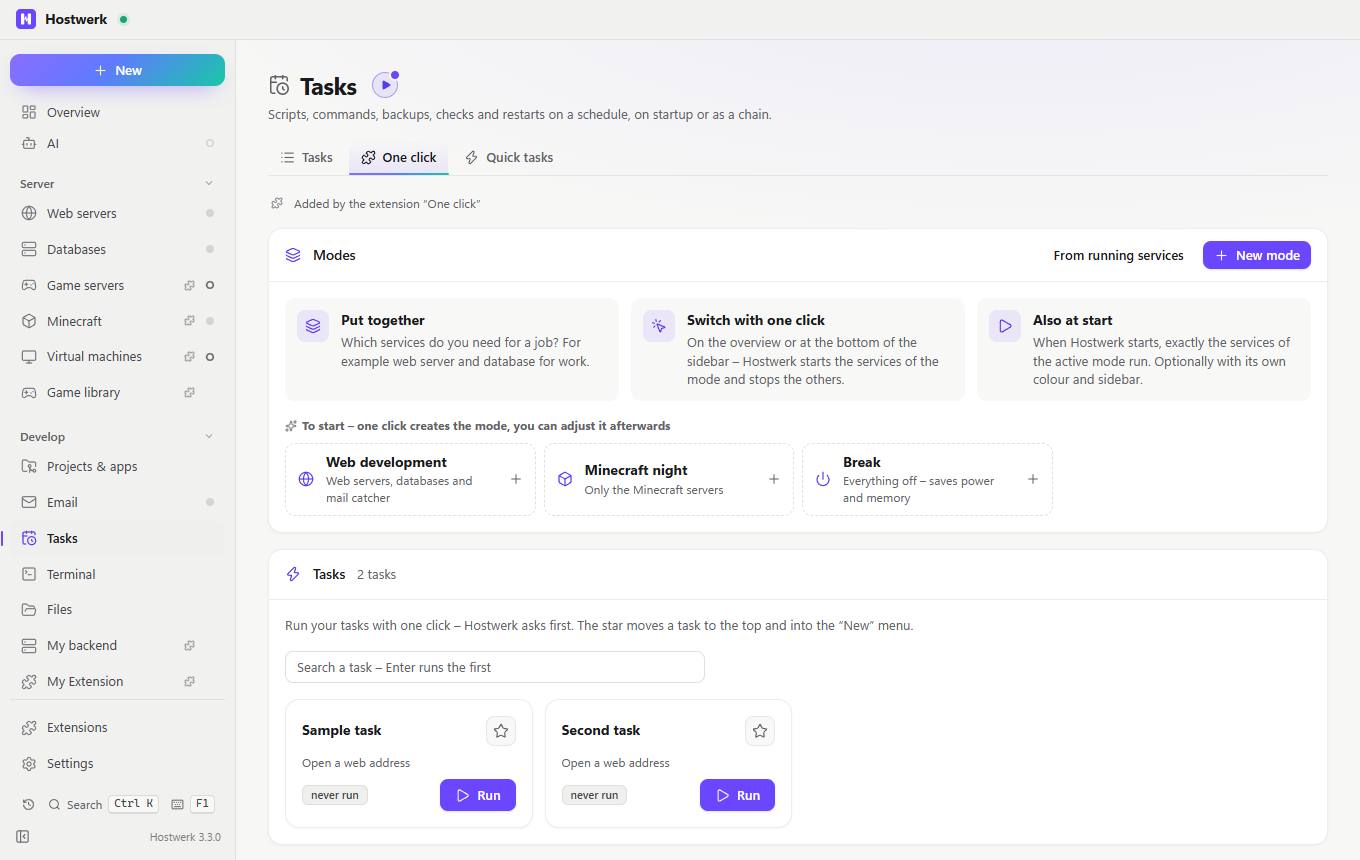 Hostwerk
New
Overview
AI
Server
Web servers
Databases
Game servers
Minecraft
Virtual machines
Game library
Develop
Projects & apps
Email
Tasks
Terminal
Files
My backend
My Extension
Extensions
Settings
Search Ctrl K F1
Hostwerk 3.3.0
Tasks
Scripts, commands, backups, checks and restarts on a schedule, on startup or as a chain.
Tasks One click Quick tasks
Added by the extension “One click”
Modes From running services New mode
Put together
Which services do you need for a job? For
example web server and database for work.
Switch with one click
On the overview or at the bottom of the
sidebar – Hostwerk starts the services of the
mode and stops the others.
Also at start
When Hostwerk starts, exactly the services of
the active mode run. Optionally with its own
colour and sidebar.
To start – one click creates the mode, you can adjust it afterwards
Web development
Web servers, databases and
mail catcher
Minecraft night
Only the Minecraft servers
Break
Everything off – saves power
and memory
Tasks 2 tasks
Run your tasks with one click – Hostwerk asks first. The star moves a task to the top and into the “New” menu.
Search a task – Enter runs the first
Sample task
Open a web address
never run Run
Second task
Open a web address
never run Run